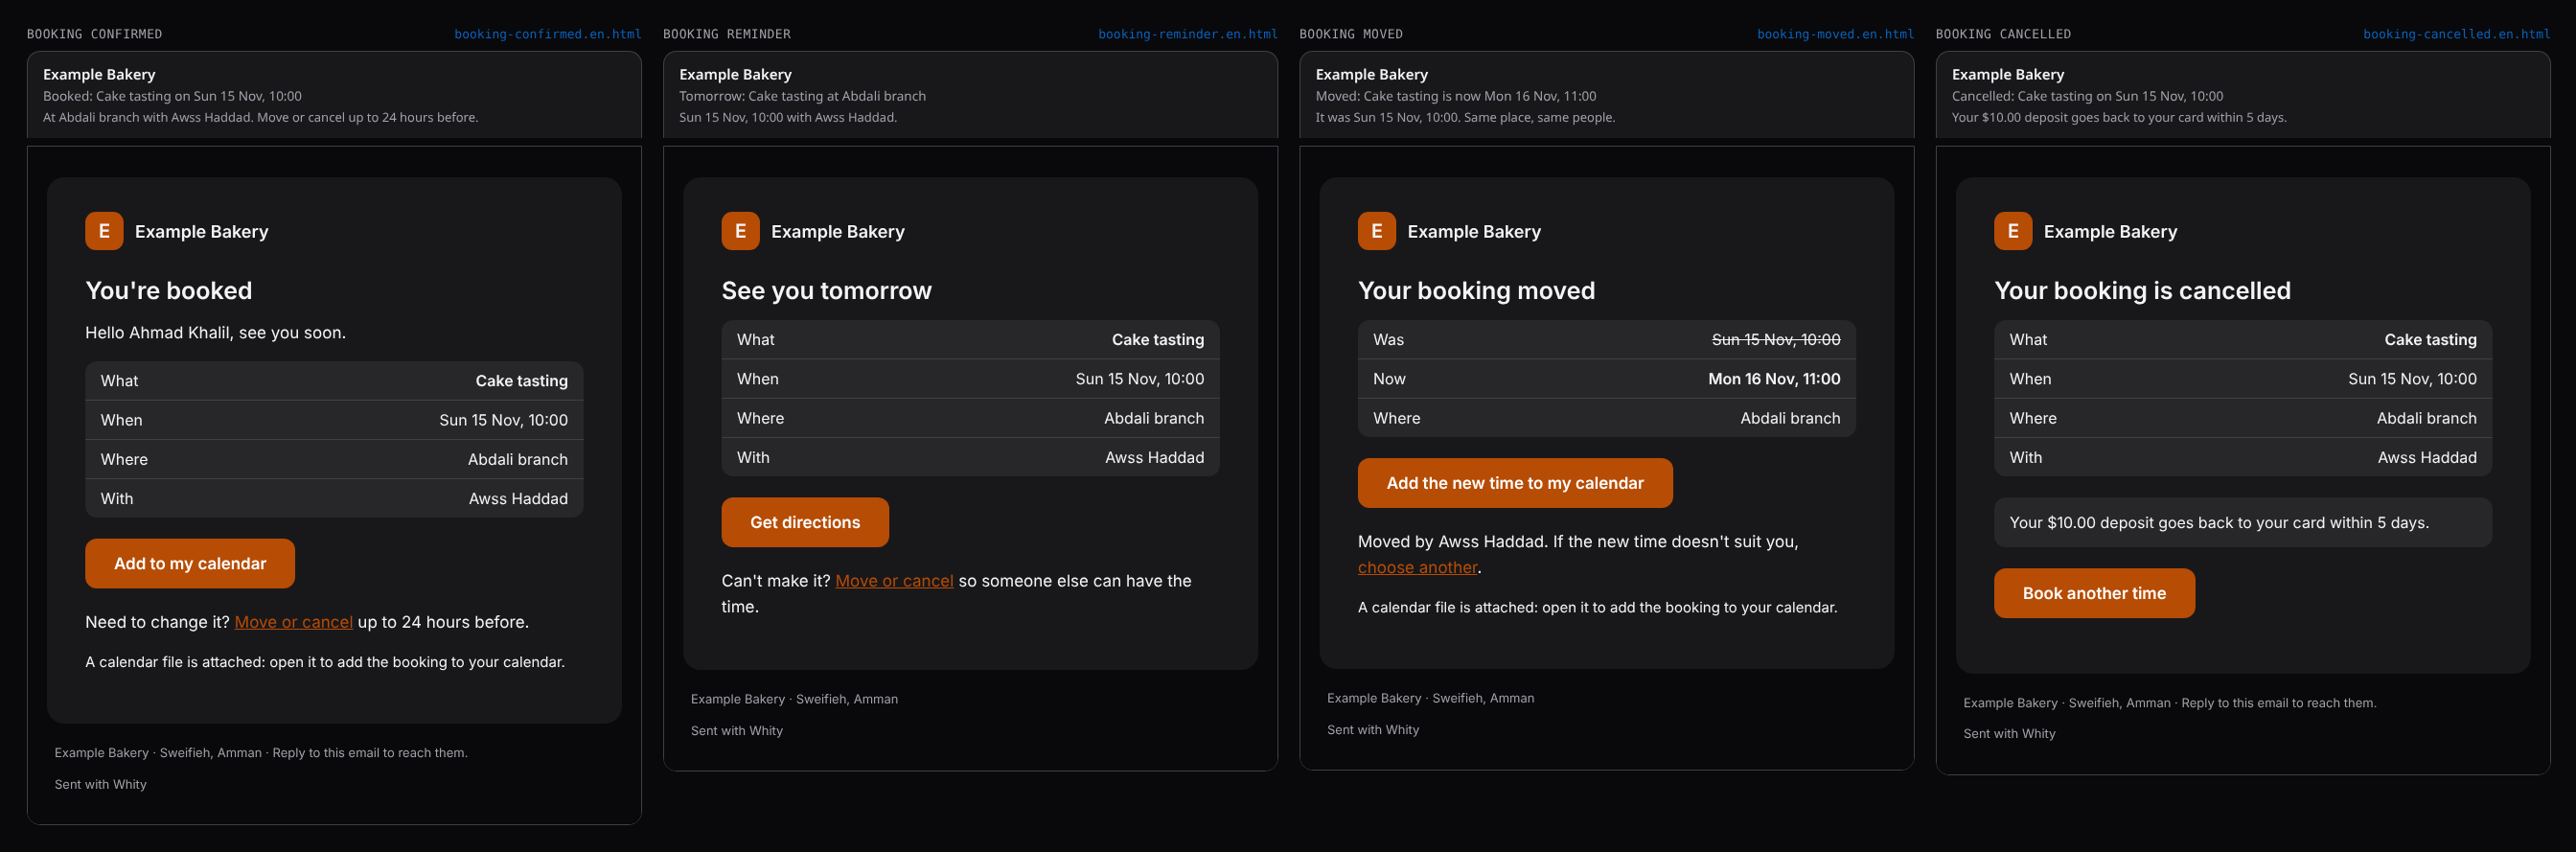 BOOKING CONFIRMED
booking-confirmed.en.html
Example Bakery
Booked: Cake tasting on Sun 15 Nov, 10:00
At Abdali branch with Awss Haddad. Move or cancel up to 24 hours before.
E
Example Bakery
You're booked
Hello Ahmad Khalil, see you soon.
What Cake tasting
When Sun 15 Nov, 10:00
Where Abdali branch
With Awss Haddad
Add to my calendar
Need to change it? Move or cancel up to 24 hours before.
A calendar file is attached: open it to add the booking to your calendar.
Example Bakery · Sweifieh, Amman · Reply to this email to reach them.
Sent with Whity
BOOKING REMINDER
booking-reminder.en.html
Example Bakery
Tomorrow: Cake tasting at Abdali branch
Sun 15 Nov, 10:00 with Awss Haddad.
E
Example Bakery
See you tomorrow
What Cake tasting
When Sun 15 Nov, 10:00
Where Abdali branch
With Awss Haddad
Get directions
Can't make it? Move or cancel so someone else can have the
time.
Example Bakery · Sweifieh, Amman
Sent with Whity
BOOKING MOVED
booking-moved.en.html
Example Bakery
Moved: Cake tasting is now Mon 16 Nov, 11:00
It was Sun 15 Nov, 10:00. Same place, same people.
E
Example Bakery
Your booking moved
Was Sun 15 Nov, 10:00
Now Mon 16 Nov, 11:00
Where Abdali branch
Add the new time to my calendar
Moved by Awss Haddad. If the new time doesn't suit you,
choose another.
A calendar file is attached: open it to add the booking to your calendar.
Example Bakery · Sweifieh, Amman
Sent with Whity
BOOKING CANCELLED
booking-cancelled.en.html
Example Bakery
Cancelled: Cake tasting on Sun 15 Nov, 10:00
Your $10.00 deposit goes back to your card within 5 days.
E
Example Bakery
Your booking is cancelled
What Cake tasting
When Sun 15 Nov, 10:00
Where Abdali branch
With Awss Haddad
Your $10.00 deposit goes back to your card within 5 days.
Book another time
Example Bakery · Sweifieh, Amman · Reply to this email to reach them.
Sent with Whity